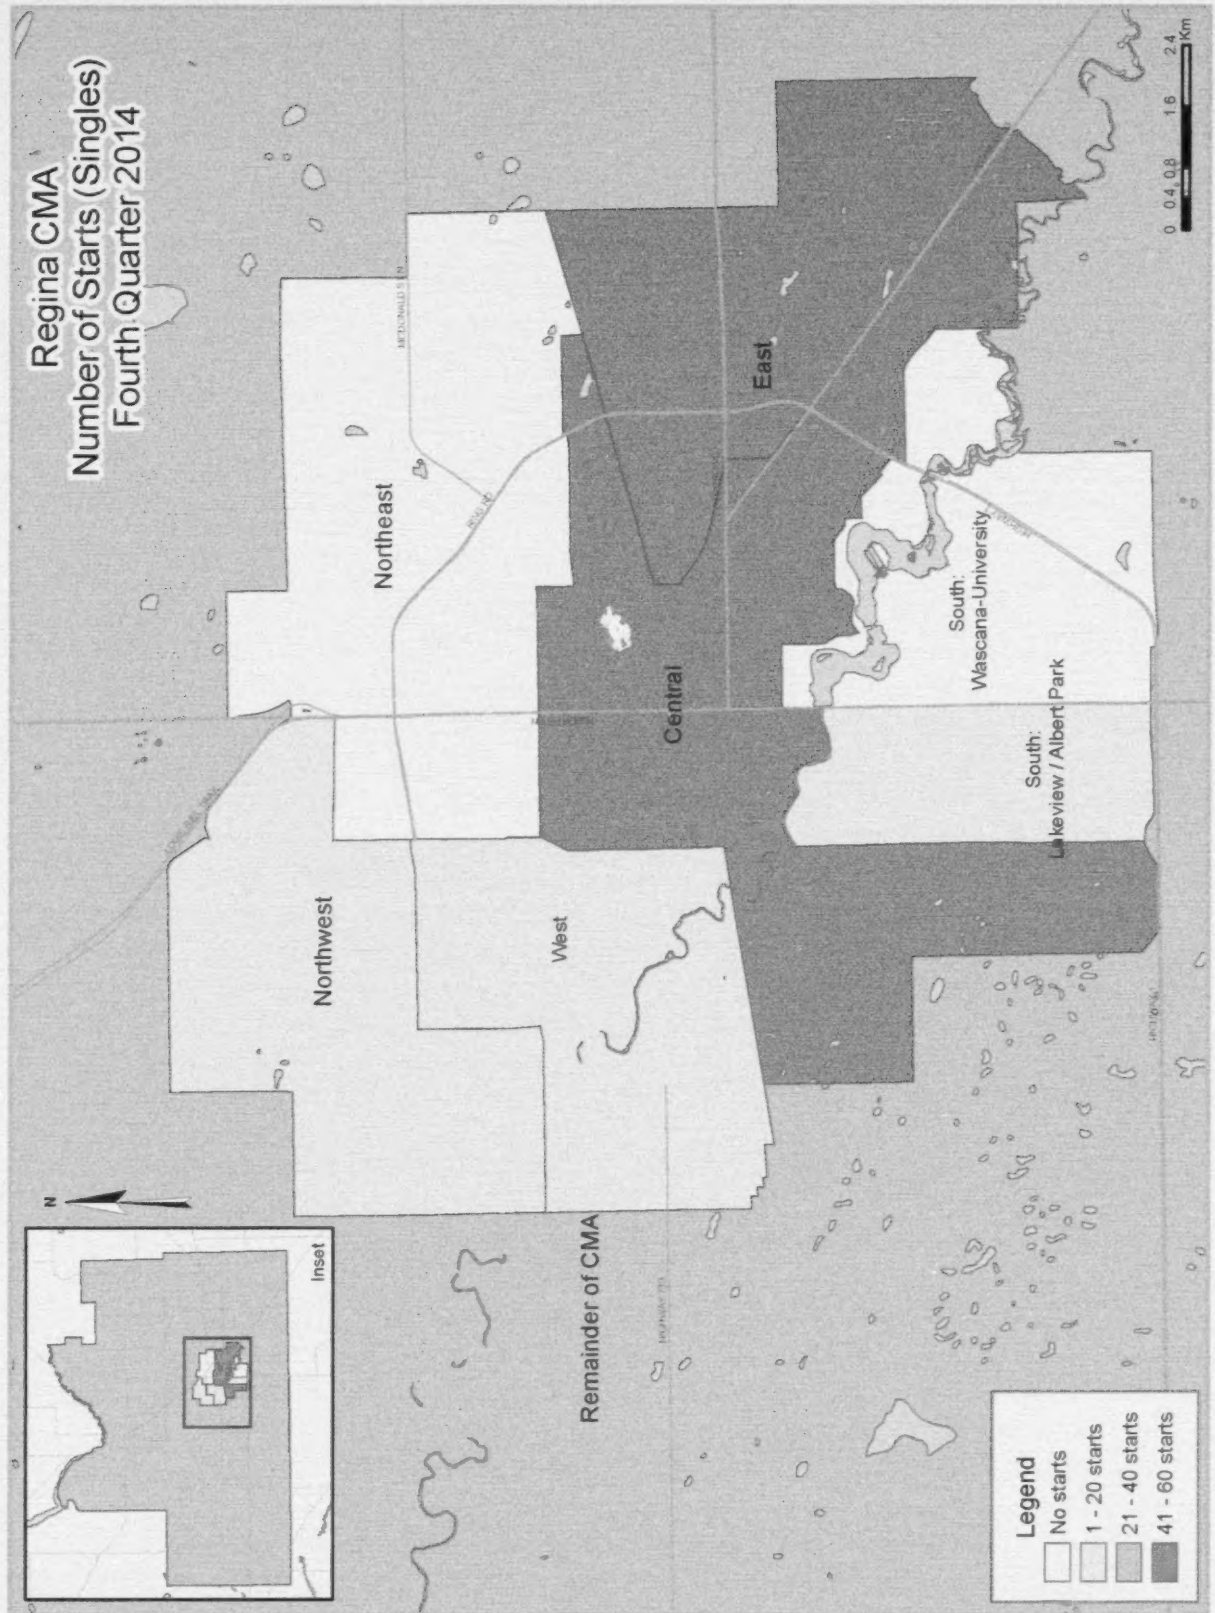 Regina CMA
Number of Starts (Singles)
Fourth Quarter 2014
N
Inset
Northwest
Northeast
MCDONALD ST N
West
Central
East
Remainder of CMA
South:
Wascana-University
South:
Lakeview / Albert Park
Legend
No starts
1 - 20 starts
21 - 40 starts
41 - 60 starts
0 0.4 0.8 1.6 2.4
Km